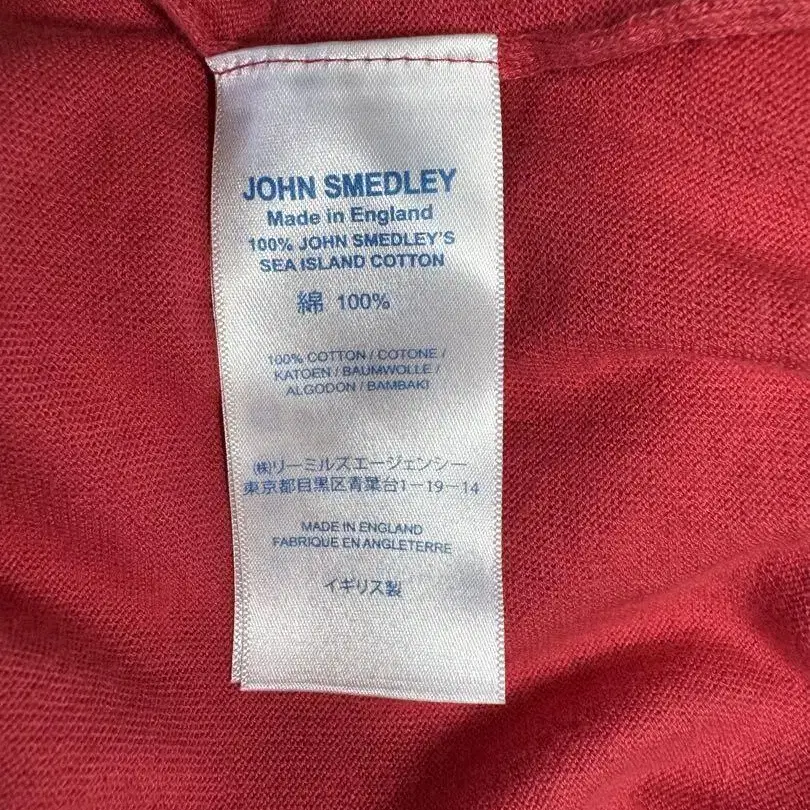 JOHN SMEDLEY
Made in England
100% JOHN SMEDLEY'S
SEA ISLAND COTTON
綿 100%
100% COTTON / COTONE /
KATOEN / BAUMWOLLE /
ALGODON / BAMBAKI
㈱リーミルズエージェンシー
東京都目黒区青葉台1-19-14
MADE IN ENGLAND
FABRIQUE EN ANGLETERRE
イギリス製